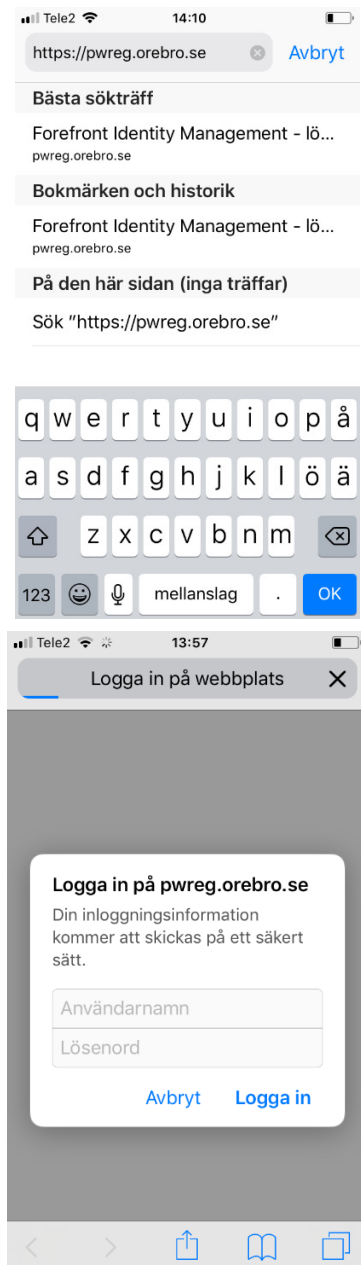 Tele2 14:10
https://pwreg.orebro.se Avbryt
Bästa sökträff
Forefront Identity Management - lö...
pwreg.orebro.se
Bokmärken och historik
Forefront Identity Management - lö...
pwreg.orebro.se
På den här sidan (inga träffar)
Sök "https://pwreg.orebro.se"
q w e r t y u i o p å
a s d f g h j k l ö ä
z x c v b n m
123 mellanslag . OK
Tele2 13:57
Logga in på webbplats
Logga in på pwreg.orebro.se
Din inloggningsinformation
kommer att skickas på ett säkert
sätt.
Användarnamn
Lösenord
Avbryt Logga in